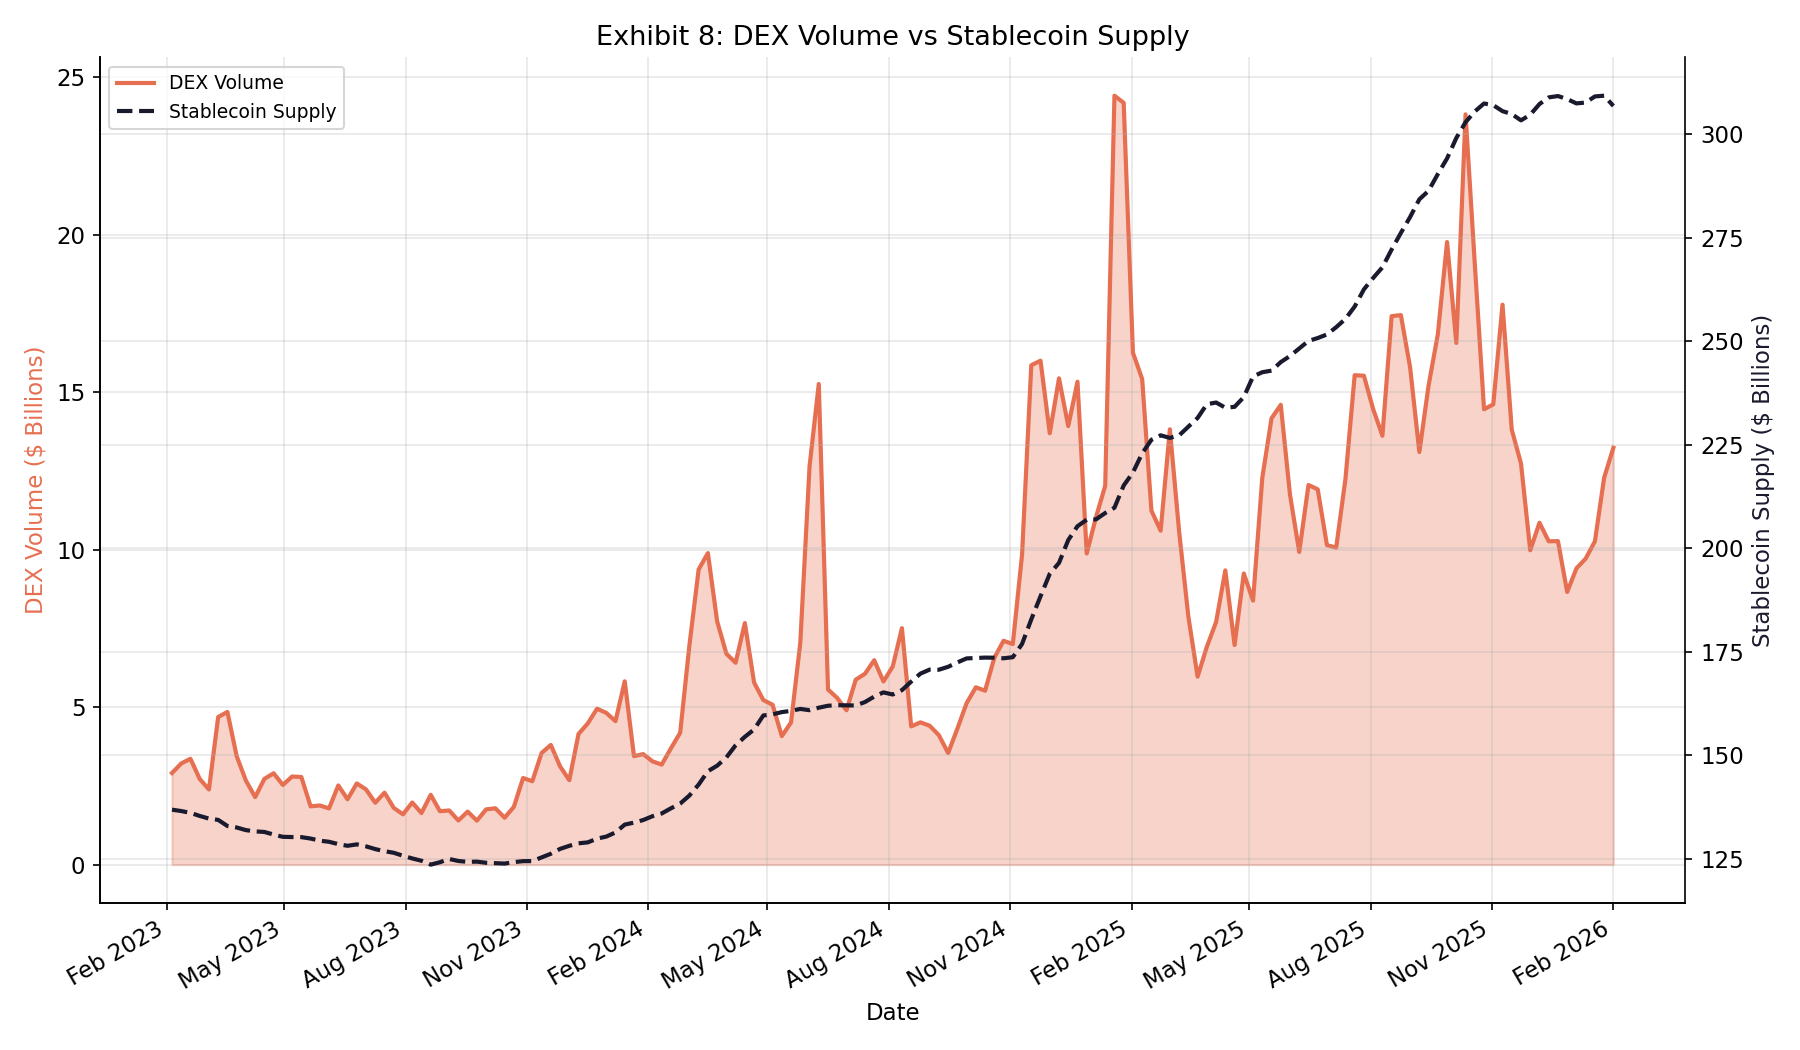 Exhibit 8: DEX Volume vs Stablecoin Supply
DEX Volume
Stablecoin Supply
DEX Volume ($ Billions)
25
20
15
10
5
0
Stablecoin Supply ($ Billions)
300
275
250
225
200
175
150
125
Feb 2023
May 2023
Aug 2023
Nov 2023
Feb 2024
May 2024
Aug 2024
Nov 2024
Feb 2025
May 2025
Aug 2025
Nov 2025
Feb 2026
Date